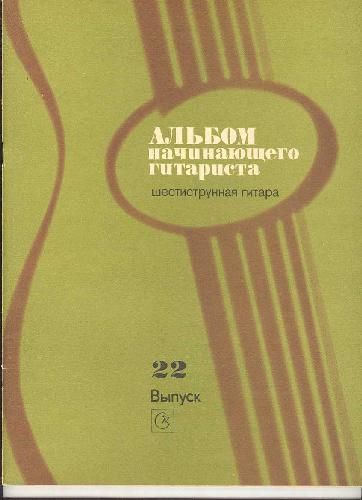 АЛЬБОМ
начинающего
гитариста
шестиструнная гитара
22
Выпуск